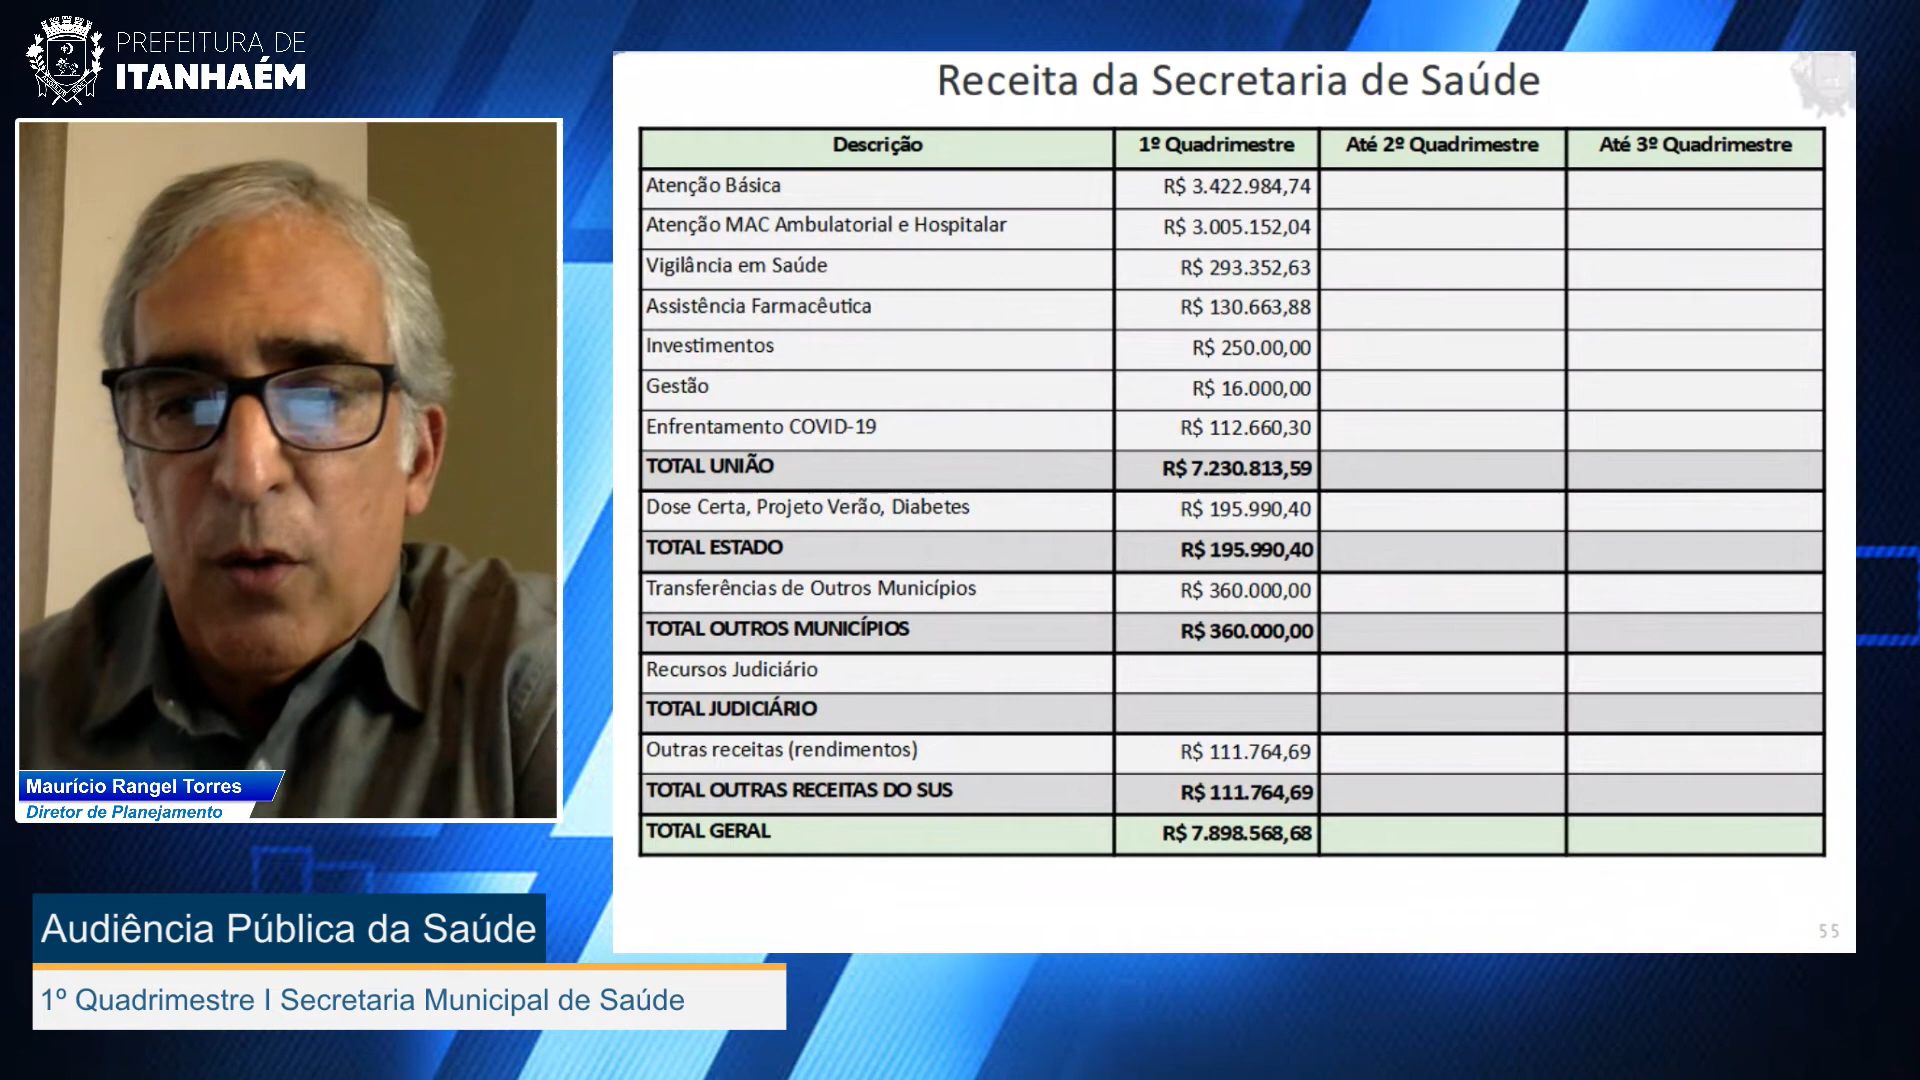 PREFEITURA DE
ITANHAÉM
Receita da Secretaria de Saúde
Descrição 1º Quadrimestre Até 2º Quadrimestre Até 3º Quadrimestre
Atenção Básica R$ 3.422.984,74
Atenção MAC Ambulatorial e Hospitalar R$ 3.005.152,04
Vigilância em Saúde R$ 293.352,63
Assistência Farmacêutica R$ 130.663,88
Investimentos R$ 250.00,00
Gestão R$ 16.000,00
Enfrentamento COVID-19 R$ 112.660,30
TOTAL UNIÃO R$ 7.230.813,59
Dose Certa, Projeto Verão, Diabetes R$ 195.990,40
TOTAL ESTADO R$ 195.990,40
Transferências de Outros Municípios R$ 360.000,00
TOTAL OUTROS MUNICÍPIOS R$ 360.000,00
Recursos Judiciário
TOTAL JUDICIÁRIO
Outras receitas (rendimentos) R$ 111.764,69
TOTAL OUTRAS RECEITAS DO SUS R$ 111.764,69
TOTAL GERAL R$ 7.898.568,68
55
Maurício Rangel Torres
Diretor de Planejamento
Audiência Pública da Saúde
1º Quadrimestre I Secretaria Municipal de Saúde